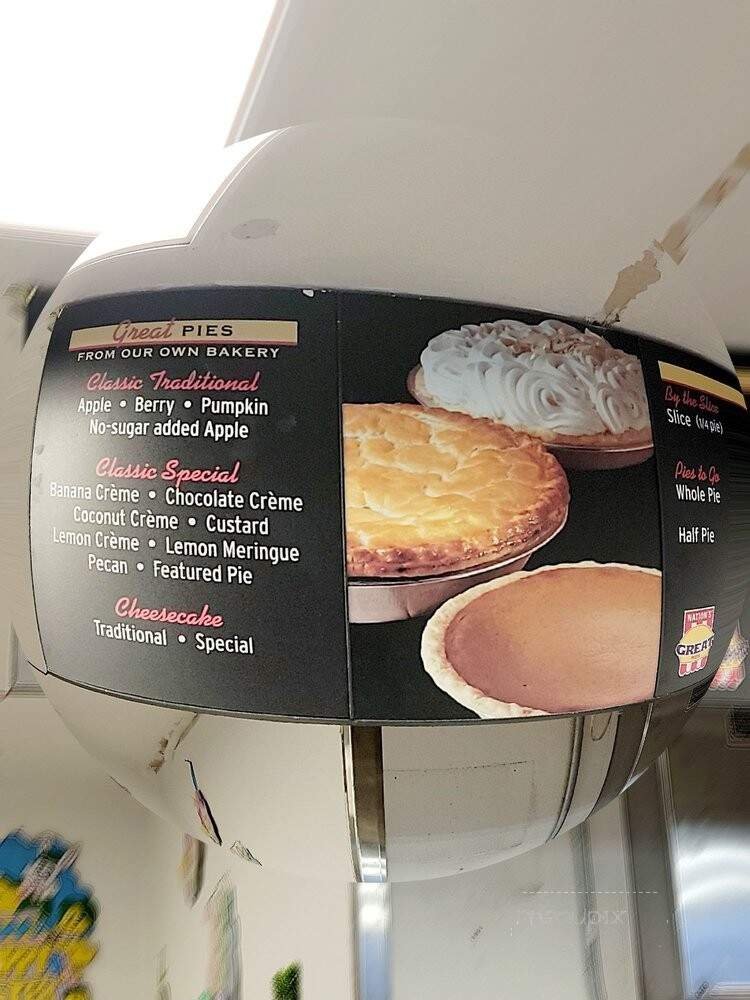 Great PIES
FROM OUR OWN BAKERY
Classic Traditional
Apple • Berry • Pumpkin
No-sugar added Apple
Classic Special
Banana Crème • Chocolate Crème
Coconut Crème • Custard
Lemon Crème • Lemon Meringue
Pecan • Featured Pie
Cheesecake
Traditional • Special
By the Slice
Slice (1/4 pie)
Pies to Go
Whole Pie
Half Pie
NATION'S
GREAT
menupix